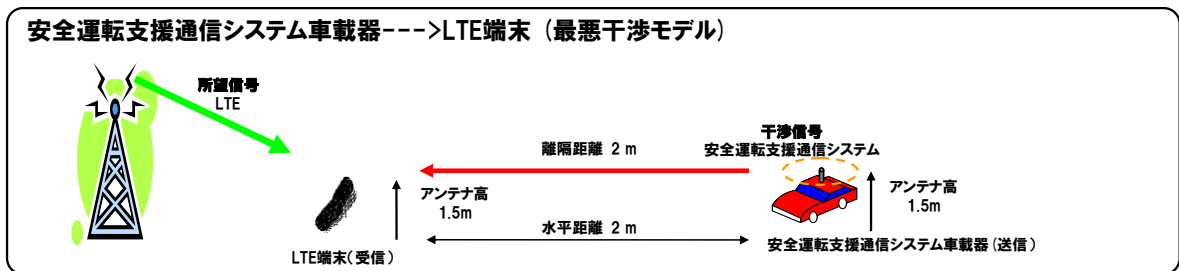 安全運転支援通信システム車載器--->LTE端末 (最悪干渉モデル)
所望信号
LTE
干渉信号
安全運転支援通信システム
離隔距離 2 m
アンテナ高
1.5m
アンテナ高
1.5m
水平距離 2 m
LTE端末(受信)
安全運転支援通信システム車載器(送信)